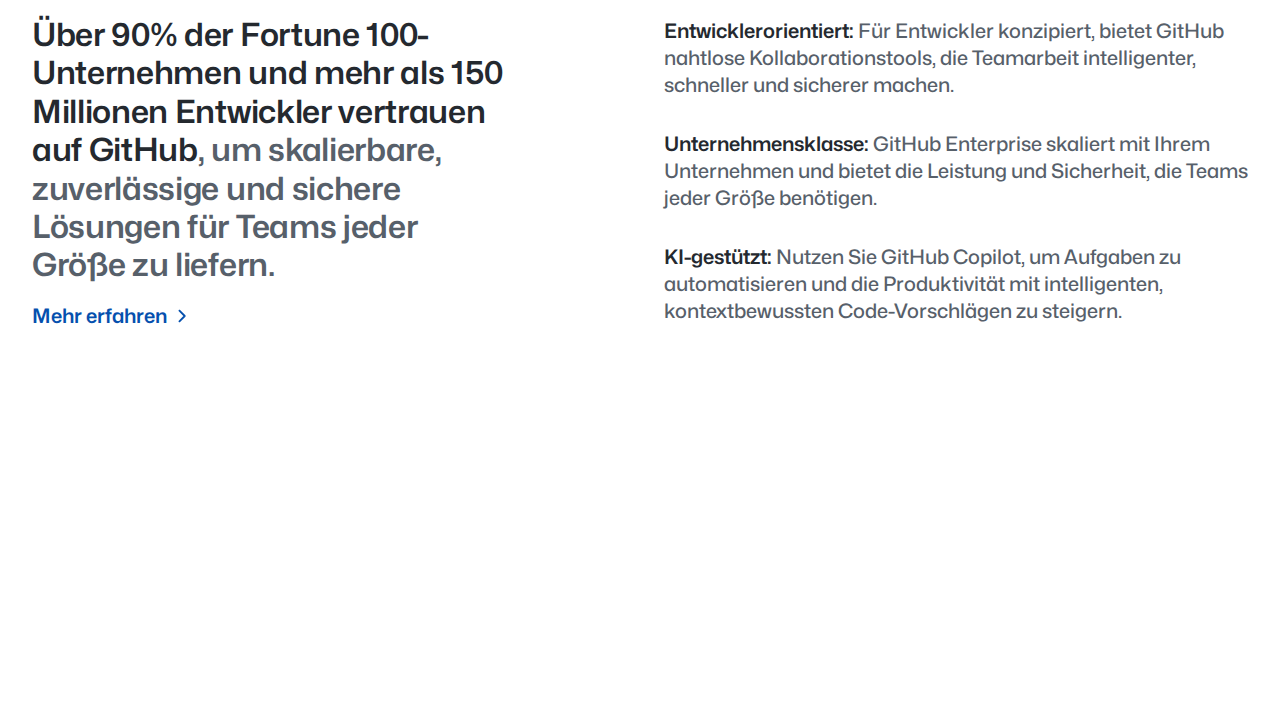 Über 90% der Fortune 100-
Unternehmen und mehr als 150
Millionen Entwickler vertrauen
auf GitHub, um skalierbare,
zuverlässige und sichere
Lösungen für Teams jeder
Größe zu liefern.
Mehr erfahren
Entwicklerorientiert: Für Entwickler konzipiert, bietet GitHub
nahtlose Kollaborationstools, die Teamarbeit intelligenter,
schneller und sicherer machen.
Unternehmensklasse: GitHub Enterprise skaliert mit Ihrem
Unternehmen und bietet die Leistung und Sicherheit, die Teams
jeder Größe benötigen.
KI-gestützt: Nutzen Sie GitHub Copilot, um Aufgaben zu
automatisieren und die Produktivität mit intelligenten,
kontextbewussten Code-Vorschlägen zu steigern.